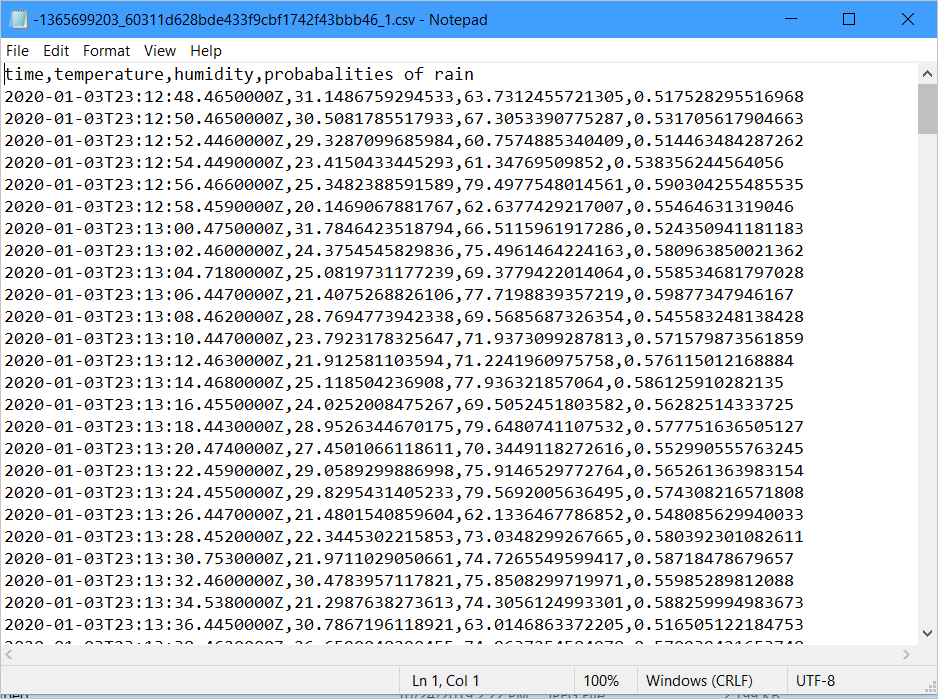 -1365699203_60311d628bde433f9cbf1742f43bbb46_1.csv - Notepad
File Edit Format View Help
time,temperature,humidity,probabalities of rain
2020-01-03T23:12:48.4650000Z,31.1486759294533,63.7312455721305,0.517528295516968
2020-01-03T23:12:50.4650000Z,30.5081785517933,67.3053390775287,0.531705617904663
2020-01-03T23:12:52.4460000Z,29.3287099685984,60.7574885340409,0.514463484287262
2020-01-03T23:12:54.4490000Z,23.4150433445293,61.34769509852,0.538356244564056
2020-01-03T23:12:56.4660000Z,25.3482388591589,79.4977548014561,0.590304255485535
2020-01-03T23:12:58.4590000Z,20.1469067881767,62.6377429217007,0.55464631319046
2020-01-03T23:13:00.4750000Z,31.7846423518794,66.5115961917286,0.524350941181183
2020-01-03T23:13:02.4600000Z,24.3754545829836,75.4961464224163,0.580963850021362
2020-01-03T23:13:04.7180000Z,25.0819731177239,69.3779422014064,0.558534681797028
2020-01-03T23:13:06.4470000Z,21.4075268826106,77.7198839357219,0.59877347946167
2020-01-03T23:13:08.4620000Z,28.7694773942338,69.5685687326354,0.545583248138428
2020-01-03T23:13:10.4470000Z,23.7923178325647,71.9373099287813,0.571579873561859
2020-01-03T23:13:12.4630000Z,21.912581103594,71.2241960975758,0.576115012168884
2020-01-03T23:13:14.4680000Z,25.118504236908,77.936321857064,0.586125910282135
2020-01-03T23:13:16.4550000Z,24.0252008475267,69.5052451803582,0.56282514333725
2020-01-03T23:13:18.4430000Z,28.9526344670175,79.6480741107532,0.577751636505127
2020-01-03T23:13:20.4740000Z,27.4501066118611,70.3449118272616,0.552990555763245
2020-01-03T23:13:22.4590000Z,29.0589299886998,75.9146529772764,0.565261363983154
2020-01-03T23:13:24.4550000Z,29.8295431405233,79.5692005636495,0.574308216571808
2020-01-03T23:13:26.4470000Z,21.4801540859604,62.1336467786852,0.548085629940033
2020-01-03T23:13:28.4520000Z,22.3445302215853,73.0348299267665,0.580392301082611
2020-01-03T23:13:30.7530000Z,21.9711029050661,74.7265549599417,0.58718478679657
2020-01-03T23:13:32.4600000Z,30.4783957117821,75.8508299719971,0.55985289812088
2020-01-03T23:13:34.5380000Z,21.2987638273613,74.3056124993301,0.588259994983673
2020-01-03T23:13:36.4450000Z,30.7867196118921,63.0146863372205,0.516505122184753
Ln 1, Col 1 100% Windows (CRLF) UTF-8